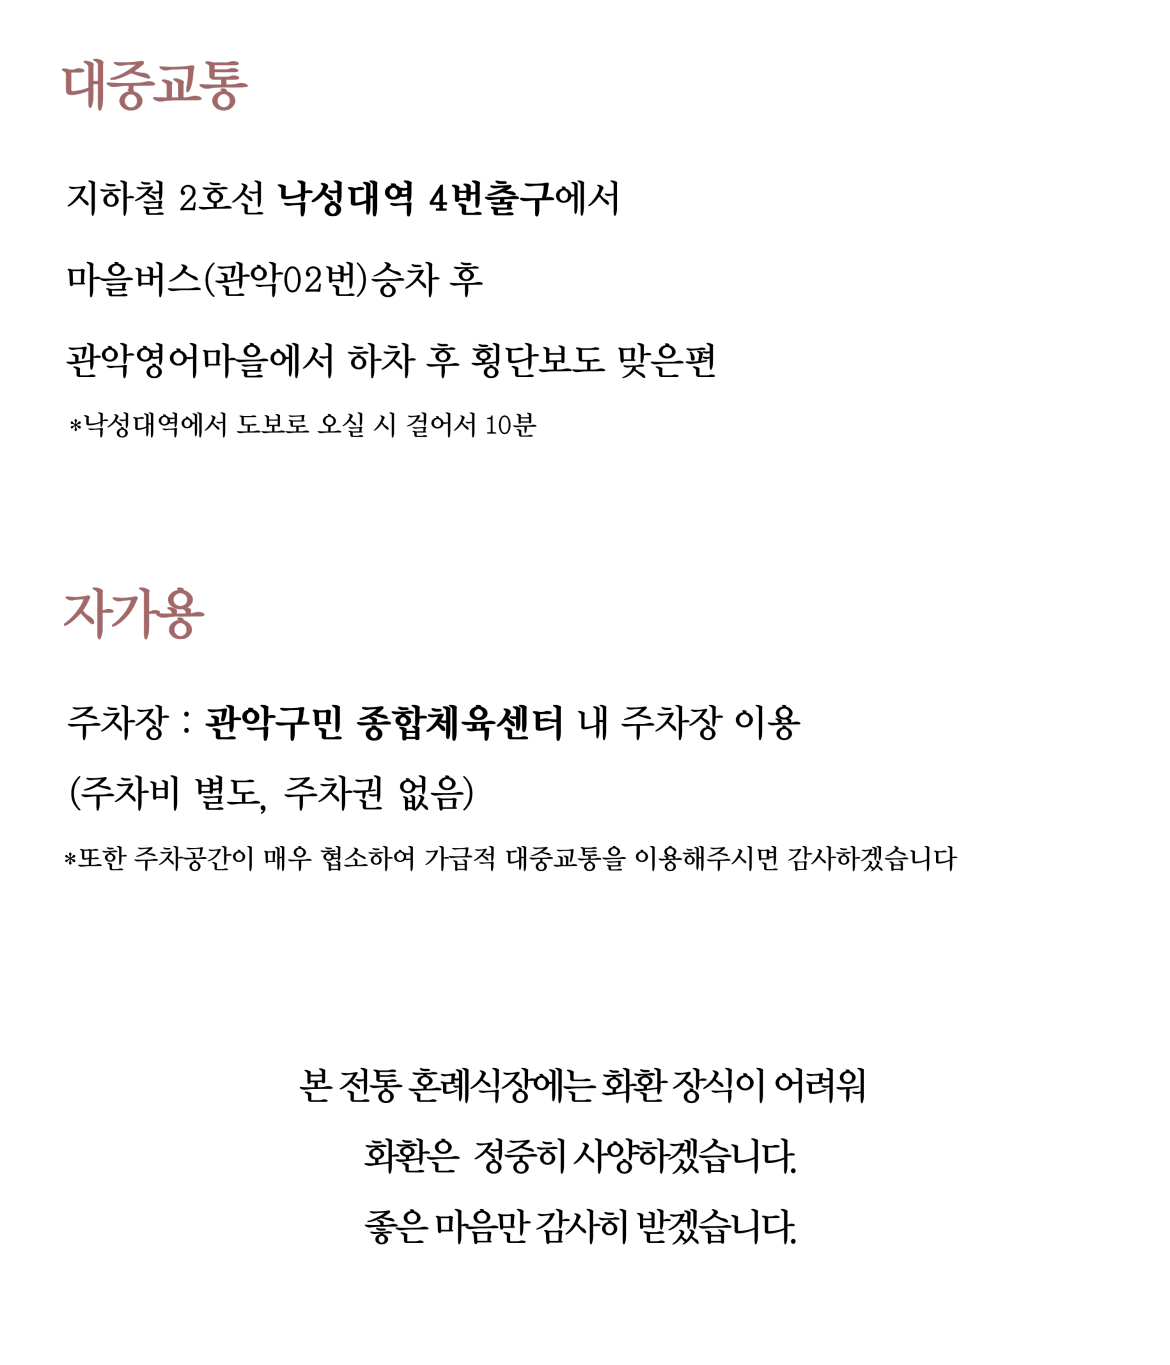 대중교통
지하철 2호선 낙성대역 4번출구에서
마을버스(관악02번)승차 후
관악영어마을에서 하차 후 횡단보도 맞은편
*낙성대역에서 도보로 오실 시 걸어서 10분
자가용
주차장 : 관악구민 종합체육센터 내 주차장 이용
(주차비 별도, 주차권 없음)
*또한 주차공간이 매우 협소하여 가급적 대중교통을 이용해주시면 감사하겠습니다
본 전통 혼례식장에는 화환 장식이 어려워
화환은 정중히 사양하겠습니다.
좋은 마음만 감사히 받겠습니다.